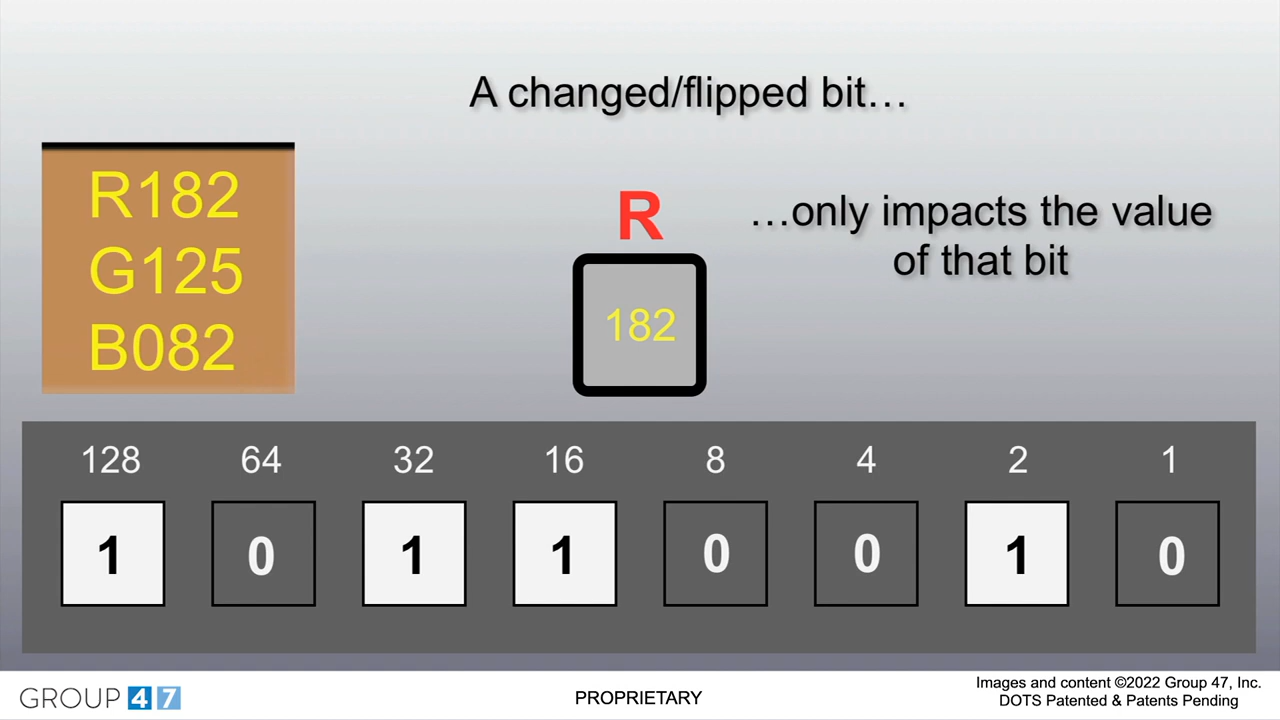 A changed/flipped bit…
R182
G125
B082
R
182
…only impacts the value
of that bit
128 64 32 16 8 4 2 1
1 0 1 1 0 0 1 0
GROUP 47
PROPRIETARY
Images and content ©2022 Group 47, Inc.
DOTS Patented & Patents Pending